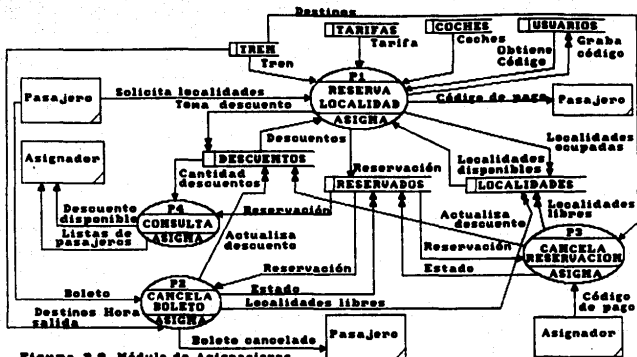 Destinos
TARIFAS
COCHES
USUARIOS
TREN
Tarifa
Coches
Obtiene
Código
Graba
código
Tren
P1
RESERVA
LOCALIDAD
ASIGNA
Pasajero
Solicita localidades
Toma descuento
Código de pago
Pasajero
Descuentos
Localidades
ocupadas
Asignador
DESCUENTOS
Cantidad
descuentos
Reservación
RESERVADOS
Localidades
disponibles
LOCALIDADES
P4
CONSULTA
ASIGNA
Descuento
disponible
Listas de
pasajeros
Reservación
Actualiza
descuento
Actualiza
descuento
Localidades
libres
P3
CANCELA
RESERVACION
ASIGNA
Reservación
Estado
Reservación
Boleto
P2
CANCELA
BOLETO
ASIGNA
Estado
Localidades libres
Destinos Hora
salida
Código
de pago
Boleto cancelado
Pasajero
Asignador
Módulo de Asignaciones